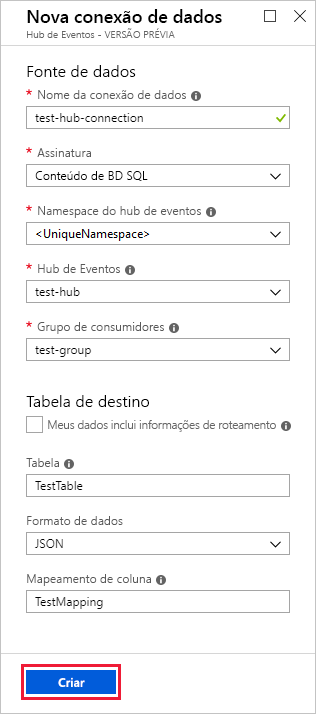 Nova conexão de dados
Hub de Eventos - VERSÃO PRÉVIA
Fonte de dados
* Nome da conexão de dados
test-hub-connection
* Assinatura
Conteúdo de BD SQL
* Namespace do hub de eventos
<UniqueNamespace>
* Hub de Eventos
test-hub
* Grupo de consumidores
test-group
Tabela de destino
Meus dados inclui informações de roteamento
Tabela
TestTable
Formato de dados
JSON
Mapeamento de coluna
TestMapping
Criar